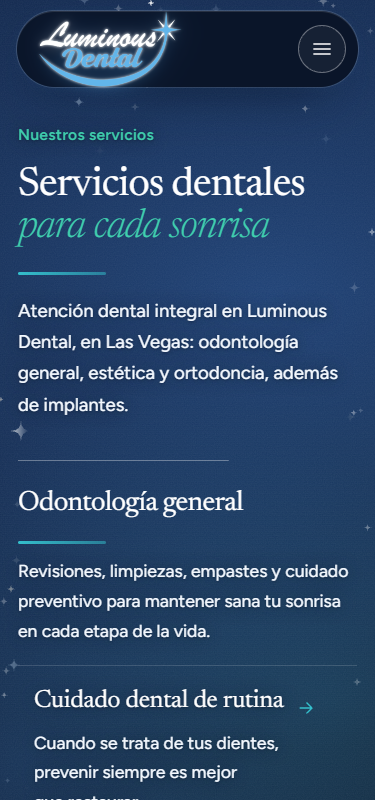 Luminous
Dental
Nuestros servicios
Servicios dentales
para cada sonrisa
Atención dental integral en Luminous
Dental, en Las Vegas: odontología
general, estética y ortodoncia, además
de implantes.
Odontología general
Revisiones, limpiezas, empastes y cuidado
preventivo para mantener sana tu sonrisa
en cada etapa de la vida.
Cuidado dental de rutina →
Cuando se trata de tus dientes,
prevenir siempre es mejor
que restaurar